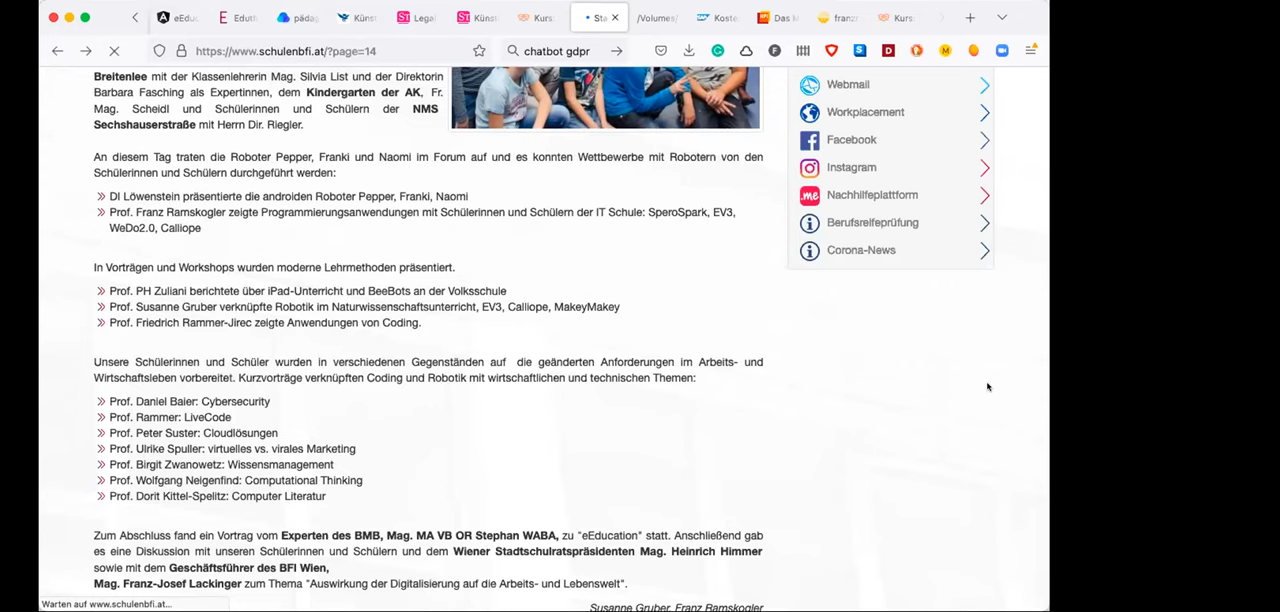 eEduc
Eduth
pädag
Künst
Legal
Künst
Kurs:
Sta
/Volumes/
Koste
Das I
franz
Kurs:
https://www.schulenbfi.at/?page=14
chatbot gdpr
Breitenlee mit der Klassenlehrerin Mag. Silvia List und der Direktorin
Barbara Fasching als Expertinnen, dem Kindergarten der AK, Fr.
Mag. Scheidl und Schülerinnen und Schülern der NMS
Sechshauserstraße mit Herrn Dir. Riegler.
An diesem Tag traten die Roboter Pepper, Franki und Naomi im Forum auf und es konnten Wettbewerbe mit Robotern von den
Schülerinnen und Schülern durchgeführt werden:
DI Löwenstein präsentierte die androiden Roboter Pepper, Franki, Naomi
Prof. Franz Ramskogler zeigte Programmierungsanwendungen mit Schülerinnen und Schülern der IT Schule: SperoSpark, EV3,
WeDo2.0, Calliope
In Vorträgen und Workshops wurden moderne Lehrmethoden präsentiert.
Prof. PH Zuliani berichtete über iPad-Unterricht und BeeBots an der Volksschule
Prof. Susanne Gruber verknüpfte Robotik im Naturwissenschaftsunterricht, EV3, Calliope, MakeyMakey
Prof. Friedrich Rammer-Jirec zeigte Anwendungen von Coding.
Unsere Schülerinnen und Schüler wurden in verschiedenen Gegenständen auf die geänderten Anforderungen im Arbeits- und
Wirtschaftsleben vorbereitet. Kurzvorträge verknüpften Coding und Robotik mit wirtschaftlichen und technischen Themen:
Prof. Daniel Baier: Cybersecurity
Prof. Rammer: LiveCode
Prof. Peter Suster: Cloudlösungen
Prof. Ulrike Spuller: virtuelles vs. virales Marketing
Prof. Birgit Zwanowetz: Wissensmanagement
Prof. Wolfgang Neigenfind: Computational Thinking
Prof. Dorit Kittel-Spelitz: Computer Literatur
Zum Abschluss fand ein Vortrag vom Experten des BMB, Mag. MA VB OR Stephan WABA, zu "eEducation" statt. Anschließend gab
es eine Diskussion mit unseren Schülerinnen und Schülern und dem Wiener Stadtschulratspräsidenten Mag. Heinrich Himmer
sowie mit dem Geschäftsführer des BFI Wien,
Mag. Franz-Josef Lackinger zum Thema "Auswirkung der Digitalisierung auf die Arbeits- und Lebenswelt".
Susanne Gruber, Franz Ramskogler
Webmail
Workplacement
Facebook
Instagram
.me Nachhilfeplattform
Berufsreifeprüfung
Corona-News
Warten auf www.schulenbfi.at...